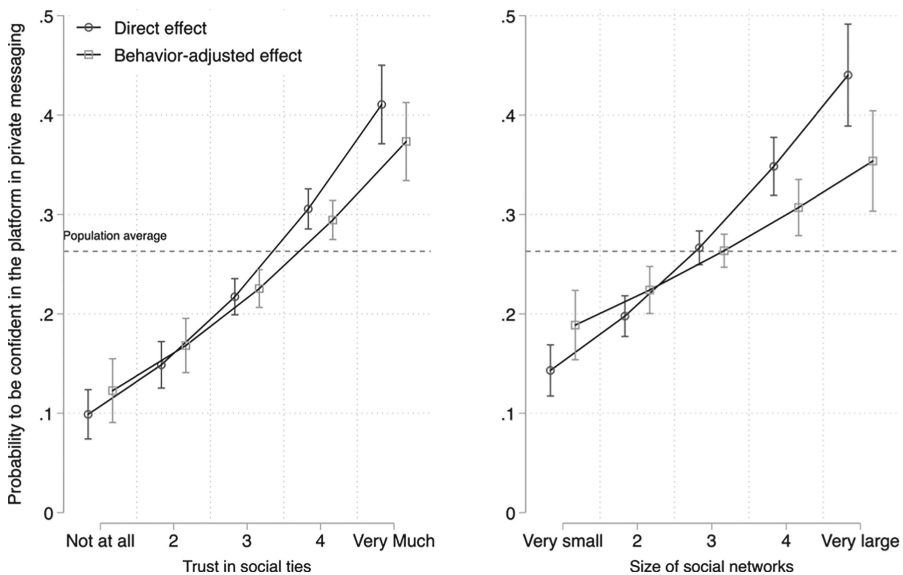 Probability to be confident in the platform in private messaging
.5
.4
.3
.2
.1
0
Direct effect
Behavior-adjusted effect
Population average
Not at all 2 3 4 Very Much
Trust in social ties
.5
.4
.3
.2
.1
0
Very small 2 3 4 Very large
Size of social networks